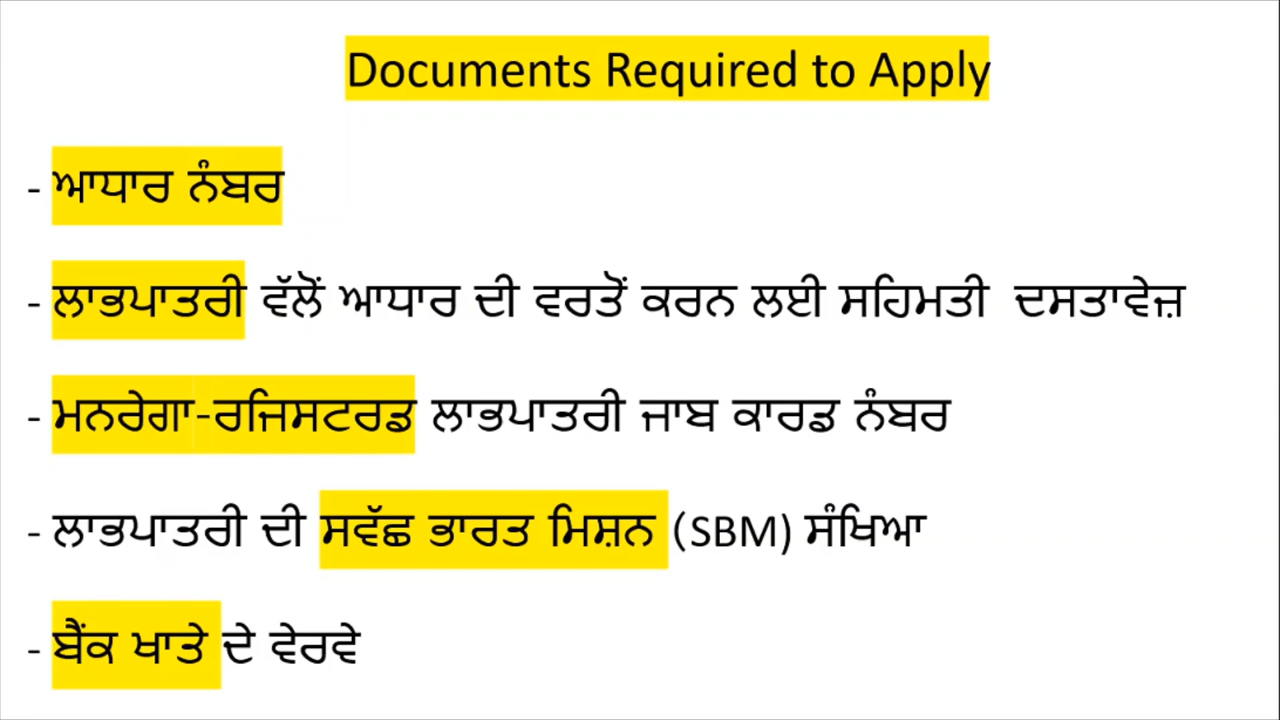 Documents Required to Apply
- ਆਧਾਰ ਨੰਬਰ
- ਲਾਭਪਾਤਰੀ ਵੱਲੋਂ ਆਧਾਰ ਦੀ ਵਰਤੋਂ ਕਰਨ ਲਈ ਸਹਿਮਤੀ ਦਸਤਾਵੇਜ਼
- ਮਨਰੇਗਾ-ਰਜਿਸਟਰਡ ਲਾਭਪਾਤਰੀ ਜਾਬ ਕਾਰਡ ਨੰਬਰ
- ਲਾਭਪਾਤਰੀ ਦੀ ਸਵੱਛ ਭਾਰਤ ਮਿਸ਼ਨ (SBM) ਸੰਖਿਆ
- ਬੈਂਕ ਖਾਤੇ ਦੇ ਵੇਰਵੇ